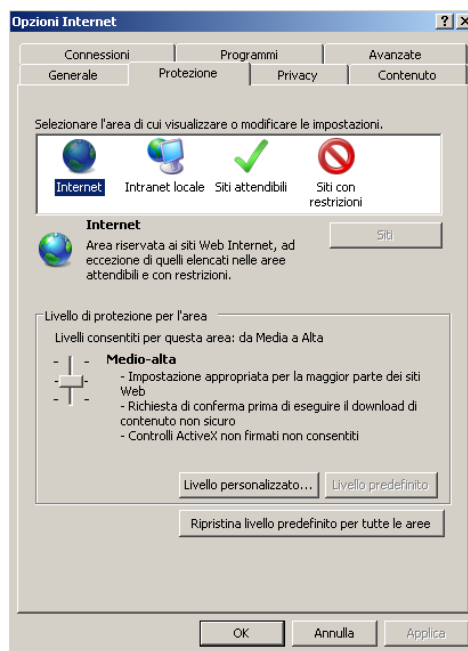 Opzioni Internet
Connessioni Programmi Avanzate
Generale Protezione Privacy Contenuto
Selezionare l'area di cui visualizzare o modificare le impostazioni.
Internet Intranet locale Siti attendibili Siti con
restrizioni
Internet
Siti
Area riservata ai siti Web Internet, ad
eccezione di quelli elencati nelle aree
attendibili e con restrizioni.
Livello di protezione per l'area
Livelli consentiti per questa area: da Media a Alta
Medio-alta
- Impostazione appropriata per la maggior parte dei siti
Web
- Richiesta di conferma prima di eseguire il download di
contenuto non sicuro
- Controlli ActiveX non firmati non consentiti
Livello personalizzato... Livello predefinito
Ripristina livello predefinito per tutte le aree
OK Annulla Applica